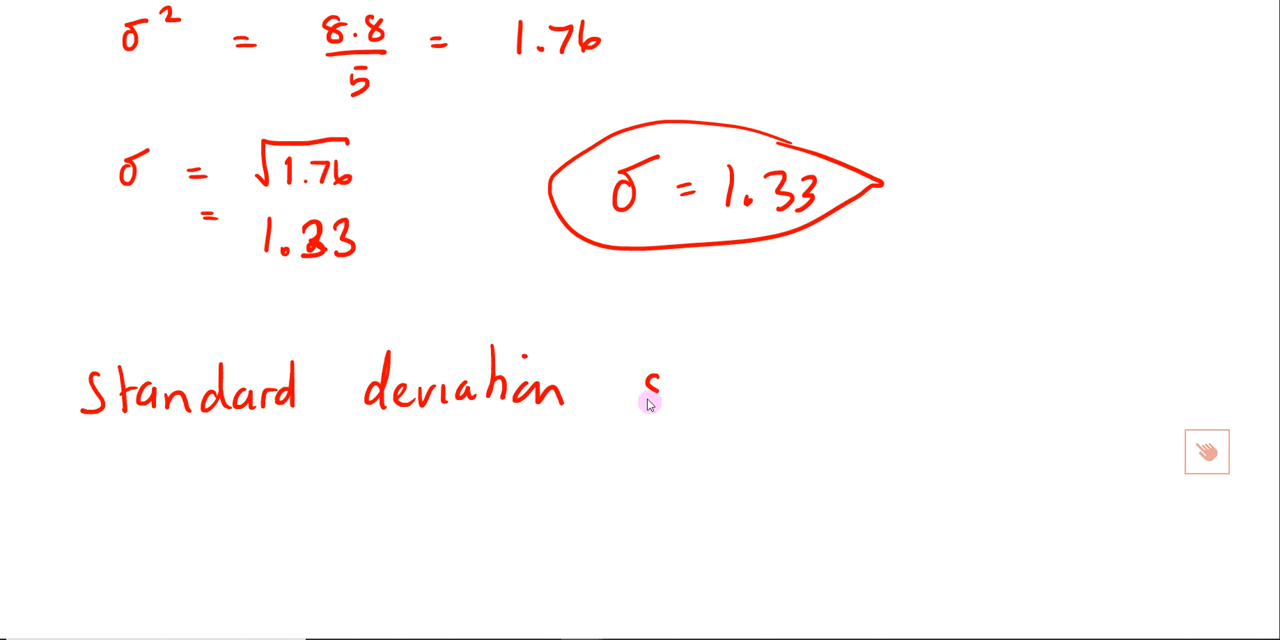 σ² = 8.8/5 = 1.76
σ = √1.76
= 1.33
σ = 1.33
standard deviation s